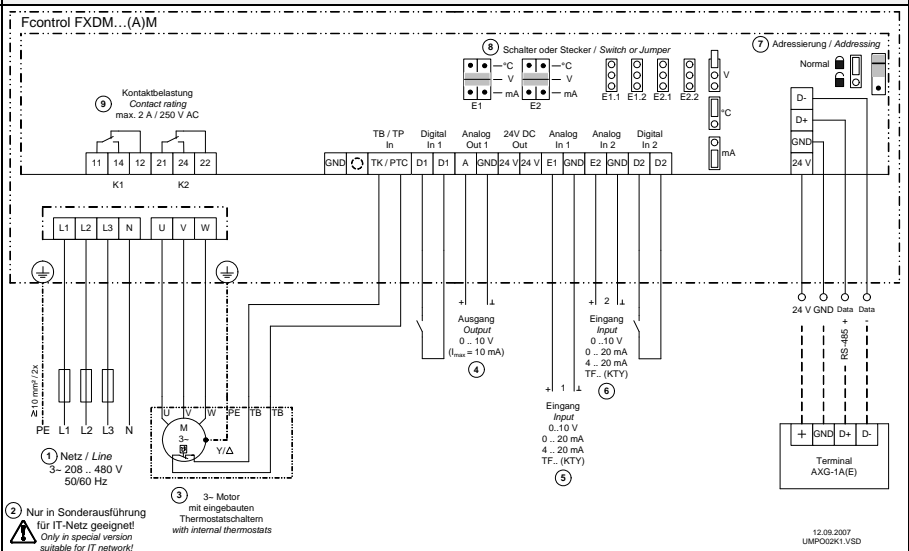 Fcontrol FXDM...(A)M
8 Schalter oder Stecker / Switch or Jumper
7 Adressierung / Addressing
Normal
°C
V
mA
E1
°C
V
mA
E2
E1.1 E1.2 E2.1 E2.2
V
°C
mA
9 Kontaktbelastung
Contact rating
max. 2 A / 250 V AC
11 14 12 21 24 22
K1 K2
TB / TP
In
Digital
In 1
Analog
Out 1
24V DC
Out
Analog
In 1
Analog
In 2
Digital
In 2
GND TK / PTC D1 D1 A GND 24 V 24 V E1 GND E2 GND D2 D2
D-
D+
GND
24 V
L1 L2 L3 N U V W
+ ⊥
Ausgang
Output
0 .. 10 V
(Imax = 10 mA)
4
+ 1 ⊥
Eingang
Input
0..10 V
0 .. 20 mA
4 .. 20 mA
TF.. (KTY)
5
+ 2 ⊥
Eingang
Input
0 ..10 V
0 .. 20 mA
4 .. 20 mA
TF.. (KTY)
6
24 V GND Data Data
+ -
RS-485
+ GND D+ D-
Terminal
AXG-1A(E)
≥10 mm² / 2x
PE L1 L2 L3 N
1 Netz / Line
3~ 208 .. 480 V
50/60 Hz
U V W PE TB TB
M
3~
Y/Δ
3 3~ Motor
mit eingebauten
Thermostatschaltern
with internal thermostats
2 Nur in Sonderausführung
für IT-Netz geeignet!
Only in special version
suitable for IT network!
12.09.2007
UMPO02K1.VSD